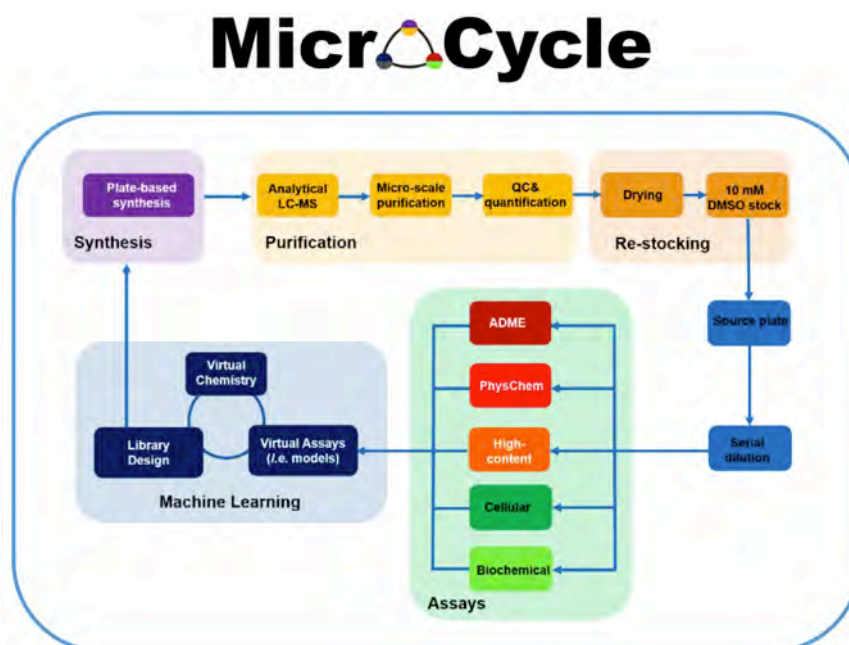 MicroCycle
Plate-based
synthesis
Synthesis
Analytical
LC-MS
Micro-scale
purification
QC&
quantification
Purification
Drying
10 mM
DMSO stock
Re-stocking
Source plate
Serial
dilution
ADME
PhysChem
High-
content
Cellular
Biochemical
Assays
Virtual
Chemistry
Library
Design
Virtual Assays
(i.e. models)
Machine Learning